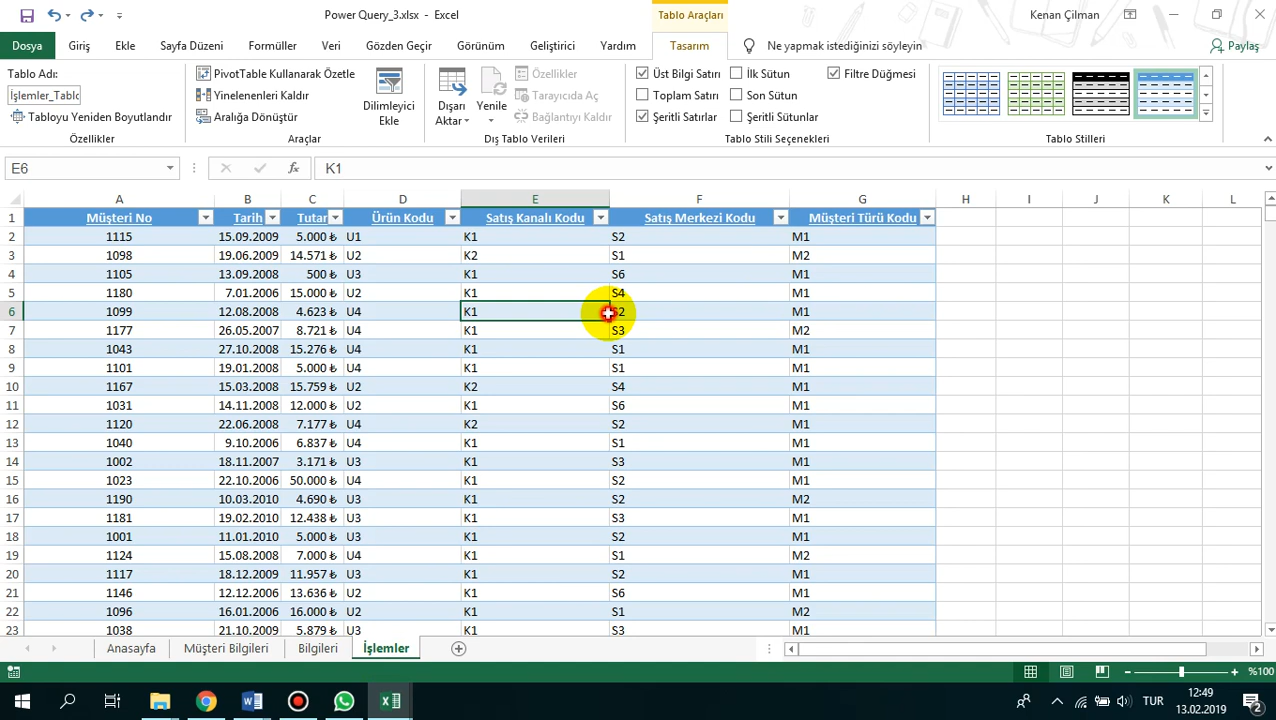 Power Query_3.xlsx - Excel
Tablo Araçları
Kenan Çilman
Dosya Giriş Ekle Sayfa Düzeni Formüller Veri Gözden Geçir Görünüm Geliştirici Yardım Tasarım Ne yapmak istediğinizi söyleyin Paylaş
Tablo Adı:
İşlemler_Tablo
Tabloyu Yeniden Boyutlandır
Özellikler
PivotTable Kullanarak Özetle
Yinelenenleri Kaldır
Aralığa Dönüştür
Dilimleyici
Ekle
Araçlar
Dışarı
Aktar
Yenile
Özellikler
Tarayıcıda Aç
Bağlantıyı Kaldır
Dış Tablo Verileri
Üst Bilgi Satırı İlk Sütun Filtre Düğmesi
Toplam Satırı Son Sütun
Şeritli Satırlar Şeritli Sütunlar
Tablo Stili Seçenekleri
Tablo Stilleri
E6 fx K1
A B C D E F G H I J K L
1 Müşteri No Tarih Tutar Ürün Kodu Satış Kanalı Kodu Satış Merkezi Kodu Müşteri Türü Kodu
2 1115 15.09.2009 5.000 ₺ U1 K1 S2 M1
3 1098 19.06.2009 14.571 ₺ U2 K2 S1 M2
4 1105 13.09.2008 500 ₺ U3 K1 S6 M1
5 1180 7.01.2006 15.000 ₺ U2 K1 S4 M1
6 1099 12.08.2008 4.623 ₺ U4 K1 S2 M1
7 1177 26.05.2007 8.721 ₺ U4 K1 S3 M2
8 1043 27.10.2008 15.276 ₺ U4 K1 S1 M1
9 1101 19.01.2008 5.000 ₺ U4 K1 S1 M1
10 1167 15.03.2008 15.759 ₺ U2 K2 S4 M1
11 1031 14.11.2008 12.000 ₺ U2 K1 S6 M1
12 1120 22.06.2008 7.177 ₺ U4 K2 S2 M1
13 1040 9.10.2006 6.837 ₺ U4 K1 S1 M1
14 1002 18.11.2007 3.171 ₺ U3 K1 S3 M1
15 1023 22.10.2006 50.000 ₺ U4 K1 S2 M1
16 1190 10.03.2010 4.690 ₺ U3 K1 S2 M2
17 1181 19.02.2010 12.438 ₺ U3 K1 S3 M1
18 1001 11.01.2010 5.000 ₺ U3 K1 S2 M1
19 1124 15.08.2008 7.000 ₺ U4 K1 S1 M2
20 1117 18.12.2009 11.957 ₺ U3 K1 S2 M1
21 1146 12.12.2006 13.636 ₺ U2 K1 S6 M1
22 1096 16.01.2006 16.000 ₺ U2 K1 S1 M2
23 1038 21.10.2009 5.879 ₺ U3 K1 S3 M1
Anasayfa Müşteri Bilgileri Bilgileri İşlemler
%100
TUR
12:49
13.02.2019
2